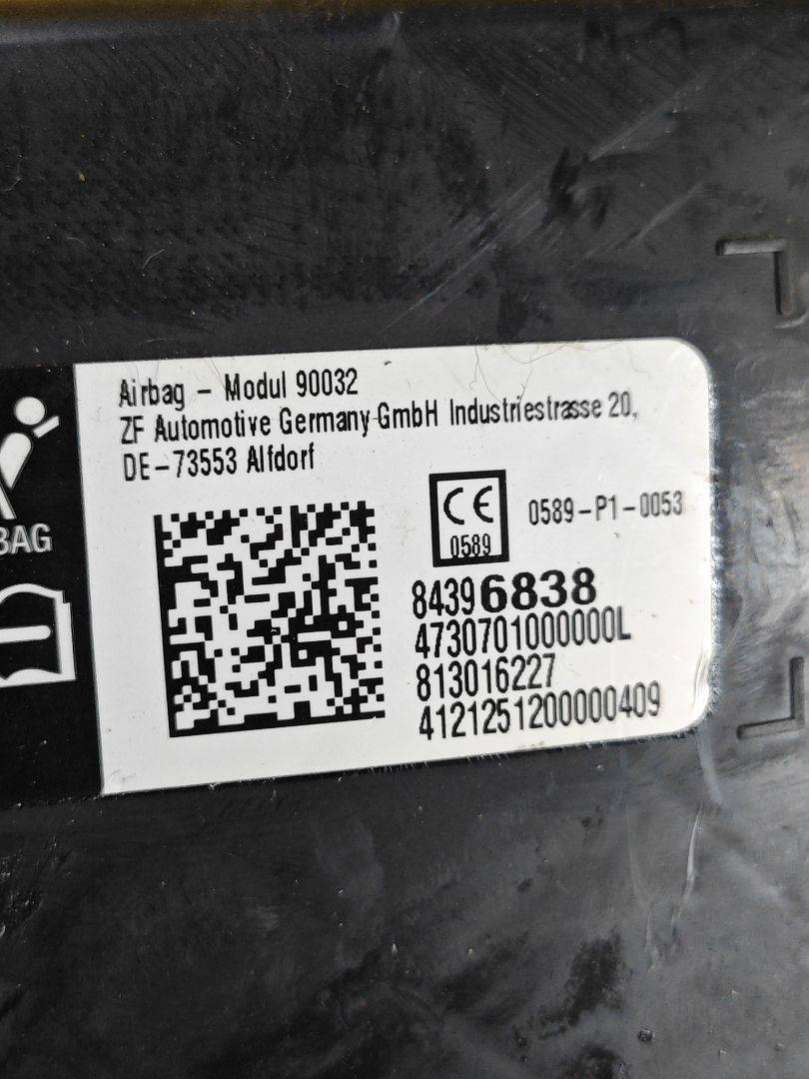 Airbag - Modul 90032
ZF Automotive Germany GmbH Industriestrasse 20,
DE-73553 Alfdorf
BAG
CE
0589
0589-P1-0053
84396838
4730701000000L
813016227
4121251200000409